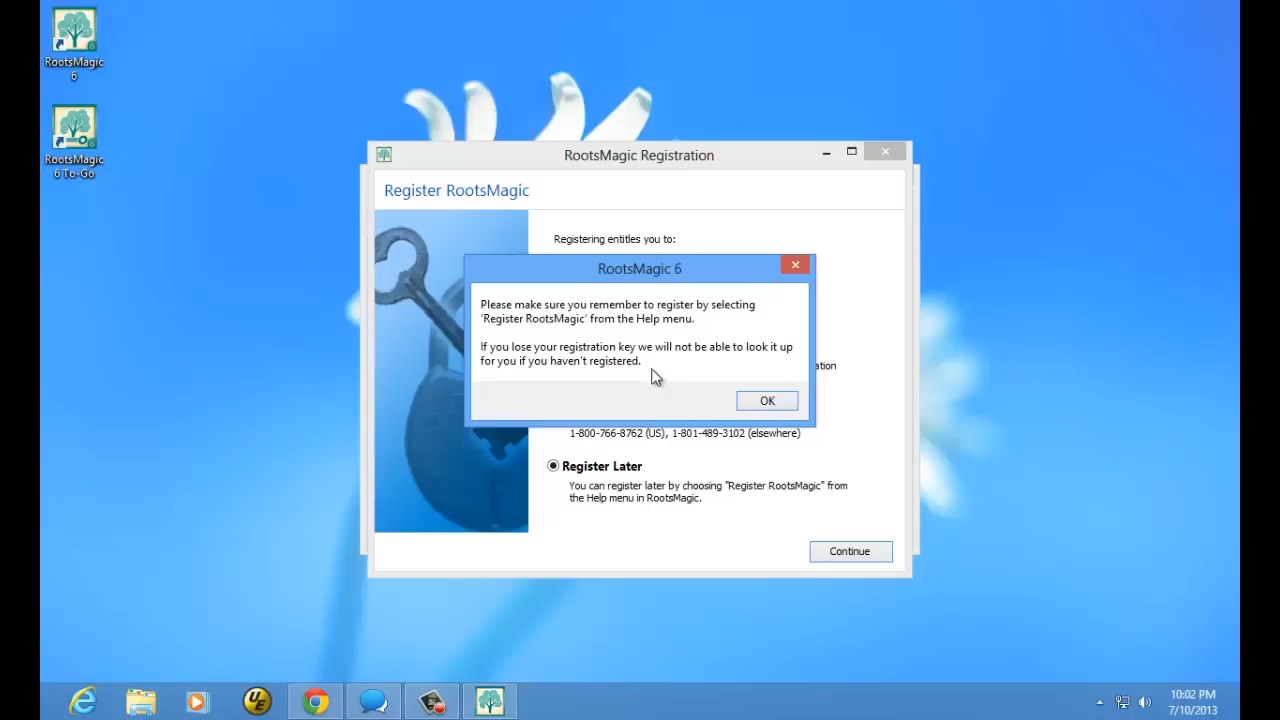 RootsMagic
6
RootsMagic
6 To-Go
RootsMagic Registration
Register RootsMagic
Registering entitles you to:
RootsMagic 6
Please make sure you remember to register by selecting
'Register RootsMagic' from the Help menu.
If you lose your registration key we will not be able to look it up
for you if you haven't registered.
ation
OK
1-800-766-8762 (US), 1-801-489-3102 (elsewhere)
Register Later
You can register later by choosing "Register RootsMagic" from
the Help menu in RootsMagic.
Continue
UE
10:02 PM
7/10/2013